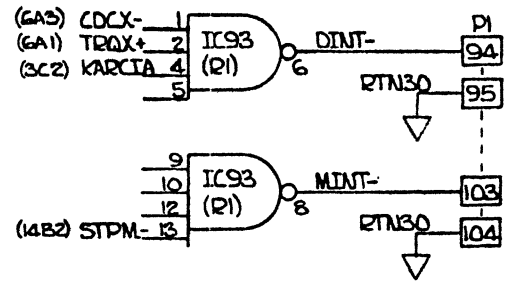 (6A3) CDCX- 1 P1
(6A1) TRQX+ 2 IC93 DINT- 94
(3C2) KARCIA 4 (R1) 6
5 RTN30 95
9
10 IC93 MINT- 103
12 (R1) 8
(14B2) STPM- 13 RTN30 104